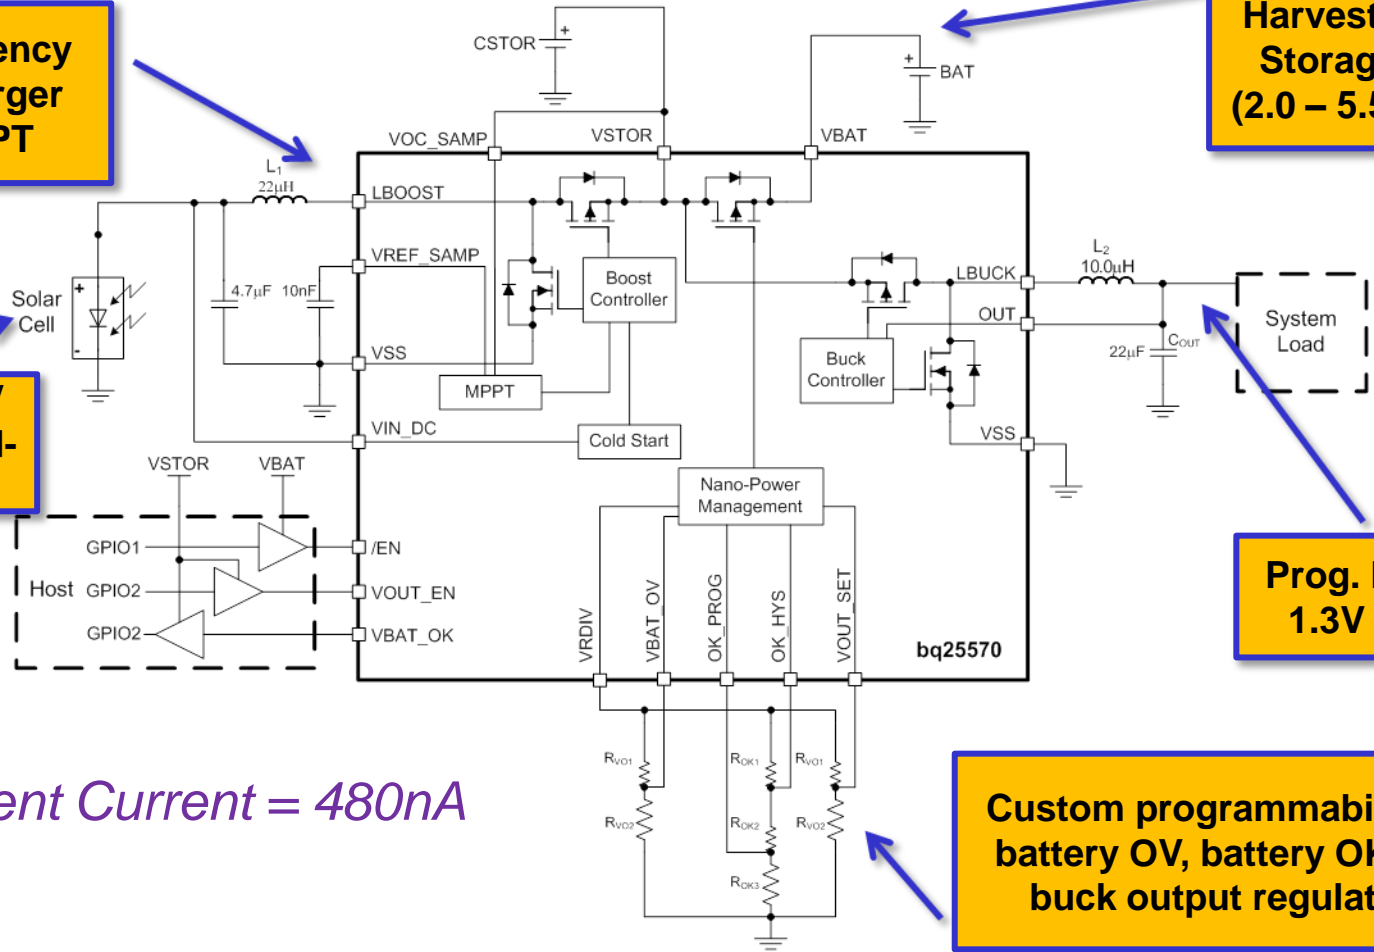 ency
rger
PT
Harvest
Storag
(2.0 – 5.5
CSTOR
+
+
BAT
VOC_SAMP
VSTOR
VBAT
L1
22µH
LBOOST
VREF_SAMP
4.7µF
10nF
Solar
Cell
+
-
Boost
Controller
VSS
MPPT
VIN_DC
Cold Start
LBUCK
L2
10.0µH
OUT
Buck
Controller
22µF
COUT
System
Load
VSS
VSTOR
VBAT
Nano-Power
Management
Host
GPIO1
GPIO2
GPIO2
/EN
VOUT_EN
VBAT_OK
VRDIV
VBAT_OV
OK_PROG
OK_HYS
VOUT_SET
bq25570
Prog.
1.3V
RVO1
ROK1
RVO1
RVO2
ROK2
RVO2
ROK3
ent Current = 480nA
Custom programmabi
battery OV, battery OK
buck output regulat